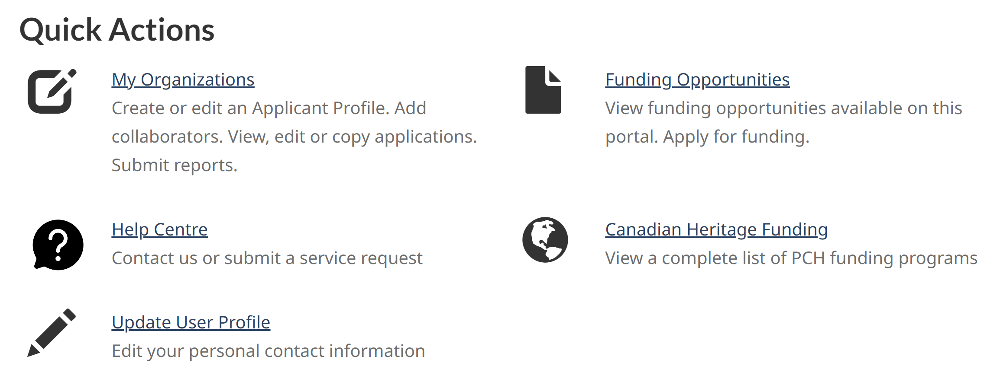 Quick Actions
My Organizations
Create or edit an Applicant Profile. Add
collaborators. View, edit or copy applications.
Submit reports.
Funding Opportunities
View funding opportunities available on this
portal. Apply for funding.
Help Centre
Contact us or submit a service request
Canadian Heritage Funding
View a complete list of PCH funding programs
Update User Profile
Edit your personal contact information